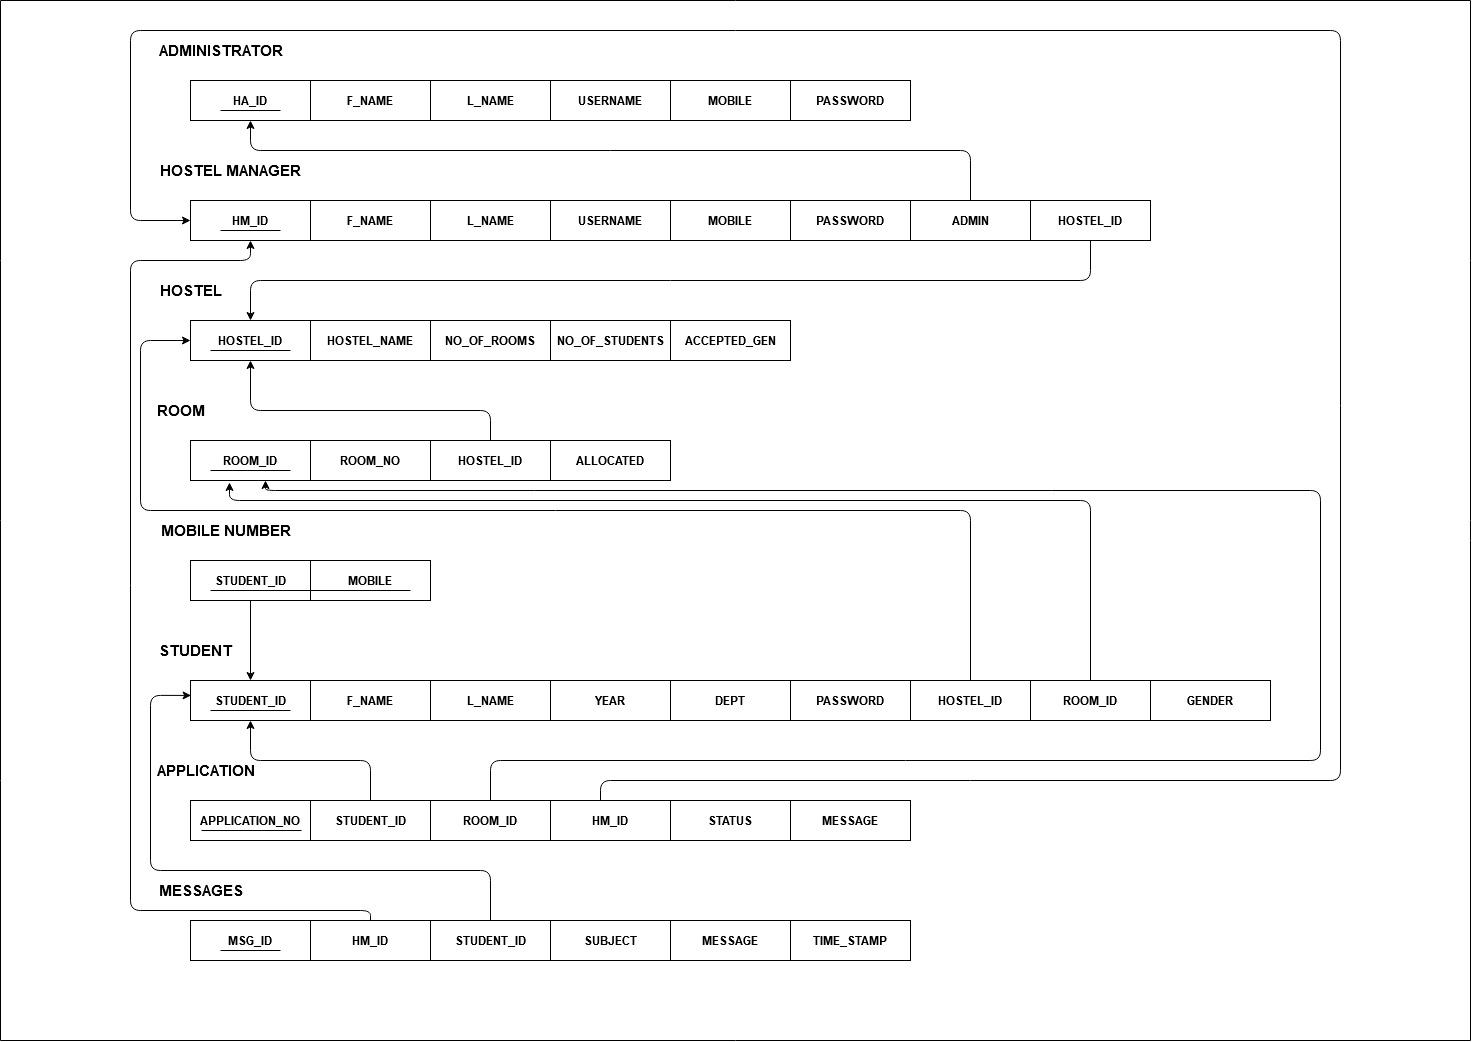 ADMINISTRATOR
HA_ID F_NAME L_NAME USERNAME MOBILE PASSWORD
HOSTEL MANAGER
HM_ID F_NAME L_NAME USERNAME MOBILE PASSWORD ADMIN HOSTEL_ID
HOSTEL
HOSTEL_ID HOSTEL_NAME NO_OF_ROOMS NO_OF_STUDENTS ACCEPTED_GEN
ROOM
ROOM_ID ROOM_NO HOSTEL_ID ALLOCATED
MOBILE NUMBER
STUDENT_ID MOBILE
STUDENT
STUDENT_ID F_NAME L_NAME YEAR DEPT PASSWORD HOSTEL_ID ROOM_ID GENDER
APPLICATION
APPLICATION_NO STUDENT_ID ROOM_ID HM_ID STATUS MESSAGE
MESSAGES
MSG_ID HM_ID STUDENT_ID SUBJECT MESSAGE TIME_STAMP